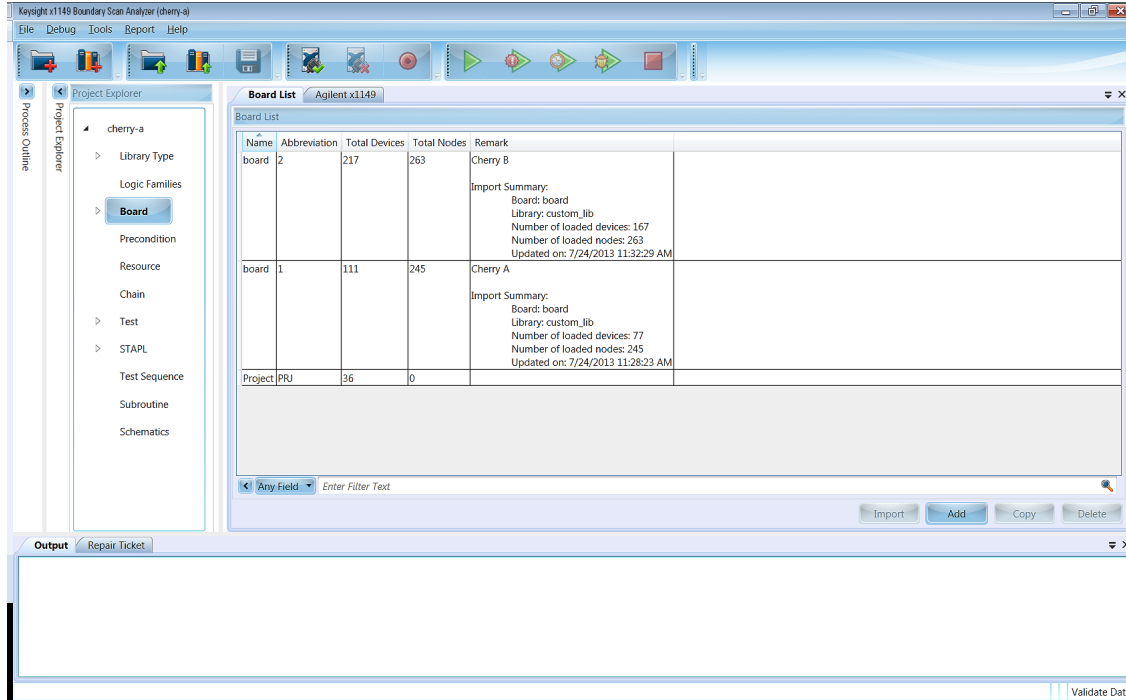 Keysight x1149 Boundary Scan Analyzer (cherry-a)
File Debug Tools Report Help
Process Outline
Project Explorer
Project Explorer
cherry-a
Library Type
Logic Families
Board
Precondition
Resource
Chain
Test
STAPL
Test Sequence
Subroutine
Schematics
Board List Agilent x1149
Board List
Name Abbreviation Total Devices Total Nodes Remark
board 2 217 263 Cherry B
Import Summary:
Board: board
Library: custom_lib
Number of loaded devices: 167
Number of loaded nodes: 263
Updated on: 7/24/2013 11:32:29 AM
board 1 111 245 Cherry A
Import Summary:
Board: board
Library: custom_lib
Number of loaded devices: 77
Number of loaded nodes: 245
Updated on: 7/24/2013 11:28:23 AM
Project PRJ 36 0
Any Field Enter Filter Text
Import Add Copy Delete
Output Repair Ticket
Validate Dat